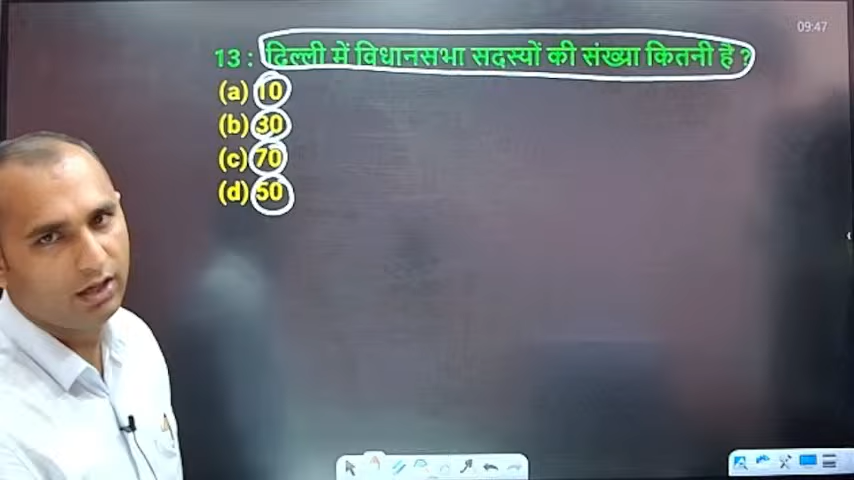 09:47
13 : दिल्ली में विधानसभा सदस्यों की संख्या कितनी है ?
(a) 10
(b) 30
(c) 70
(d) 50